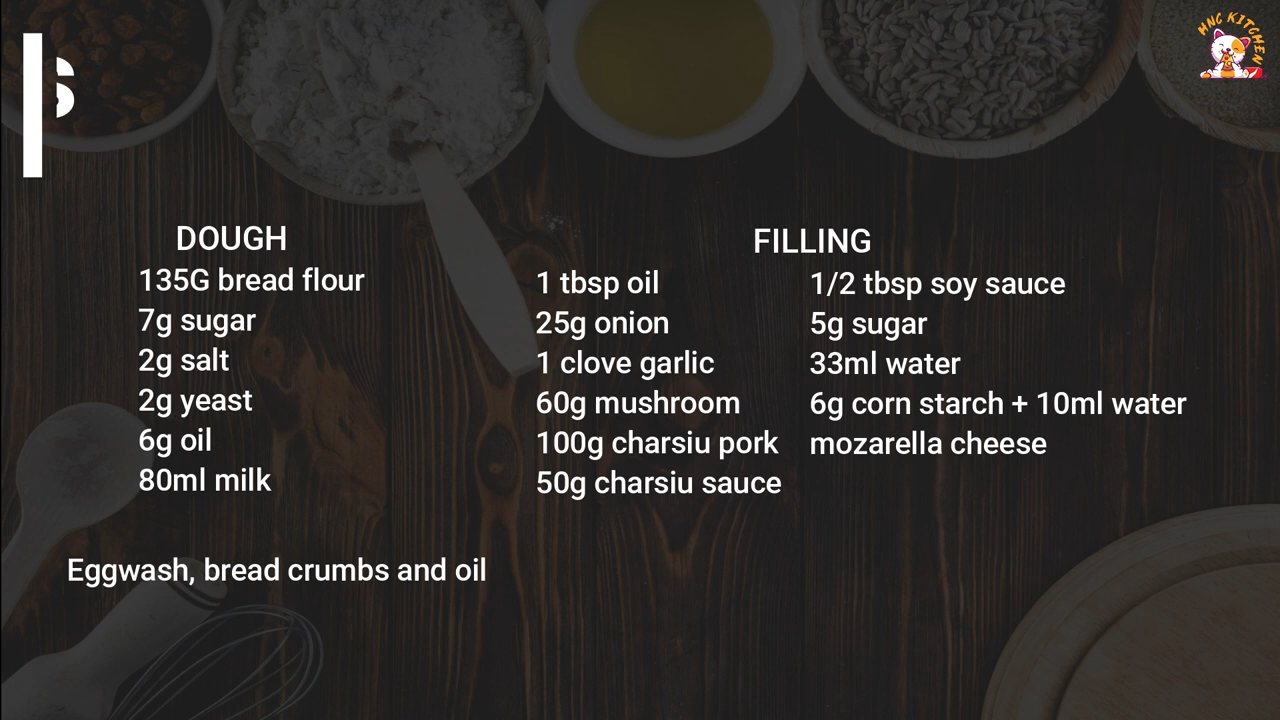 HNC KITCHEN
DOUGH
135G bread flour
7g sugar
2g salt
2g yeast
6g oil
80ml milk
FILLING
1 tbsp oil
25g onion
1 clove garlic
60g mushroom
100g charsiu pork
50g charsiu sauce
1/2 tbsp soy sauce
5g sugar
33ml water
6g corn starch + 10ml water
mozarella cheese
Eggwash, bread crumbs and oil